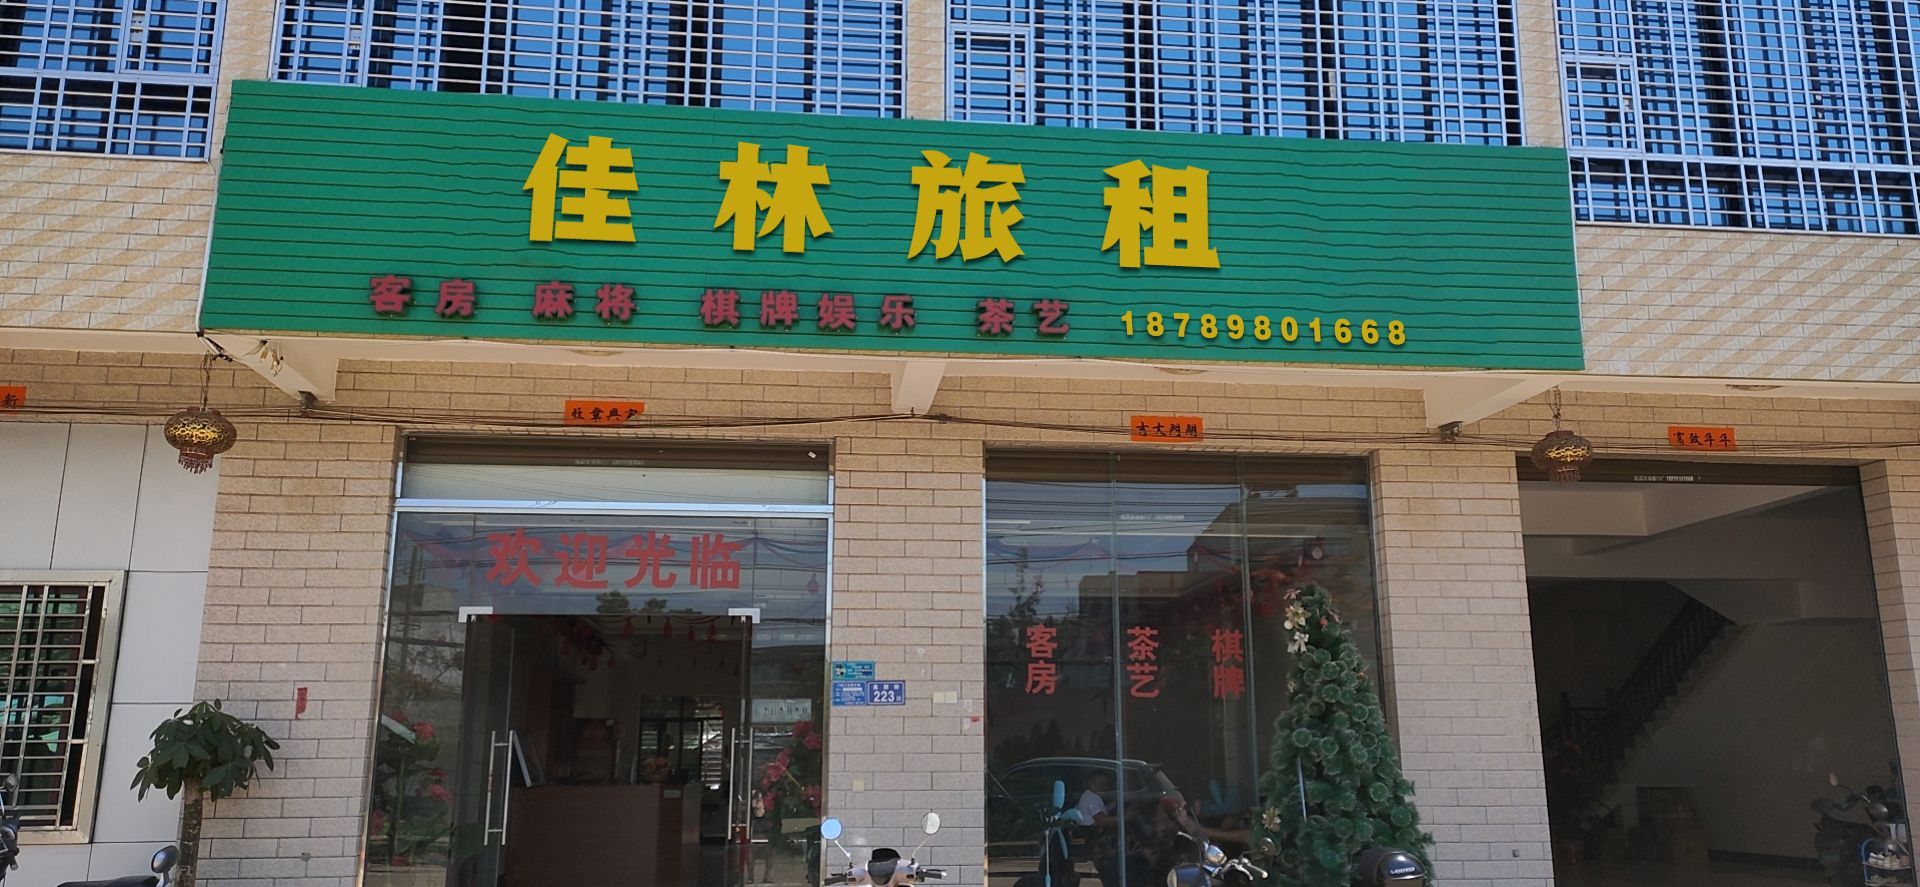 佳林旅租
客房 麻将 棋牌娱乐 茶艺 18789801668
欢迎光临
客房
茶艺
棋牌
223